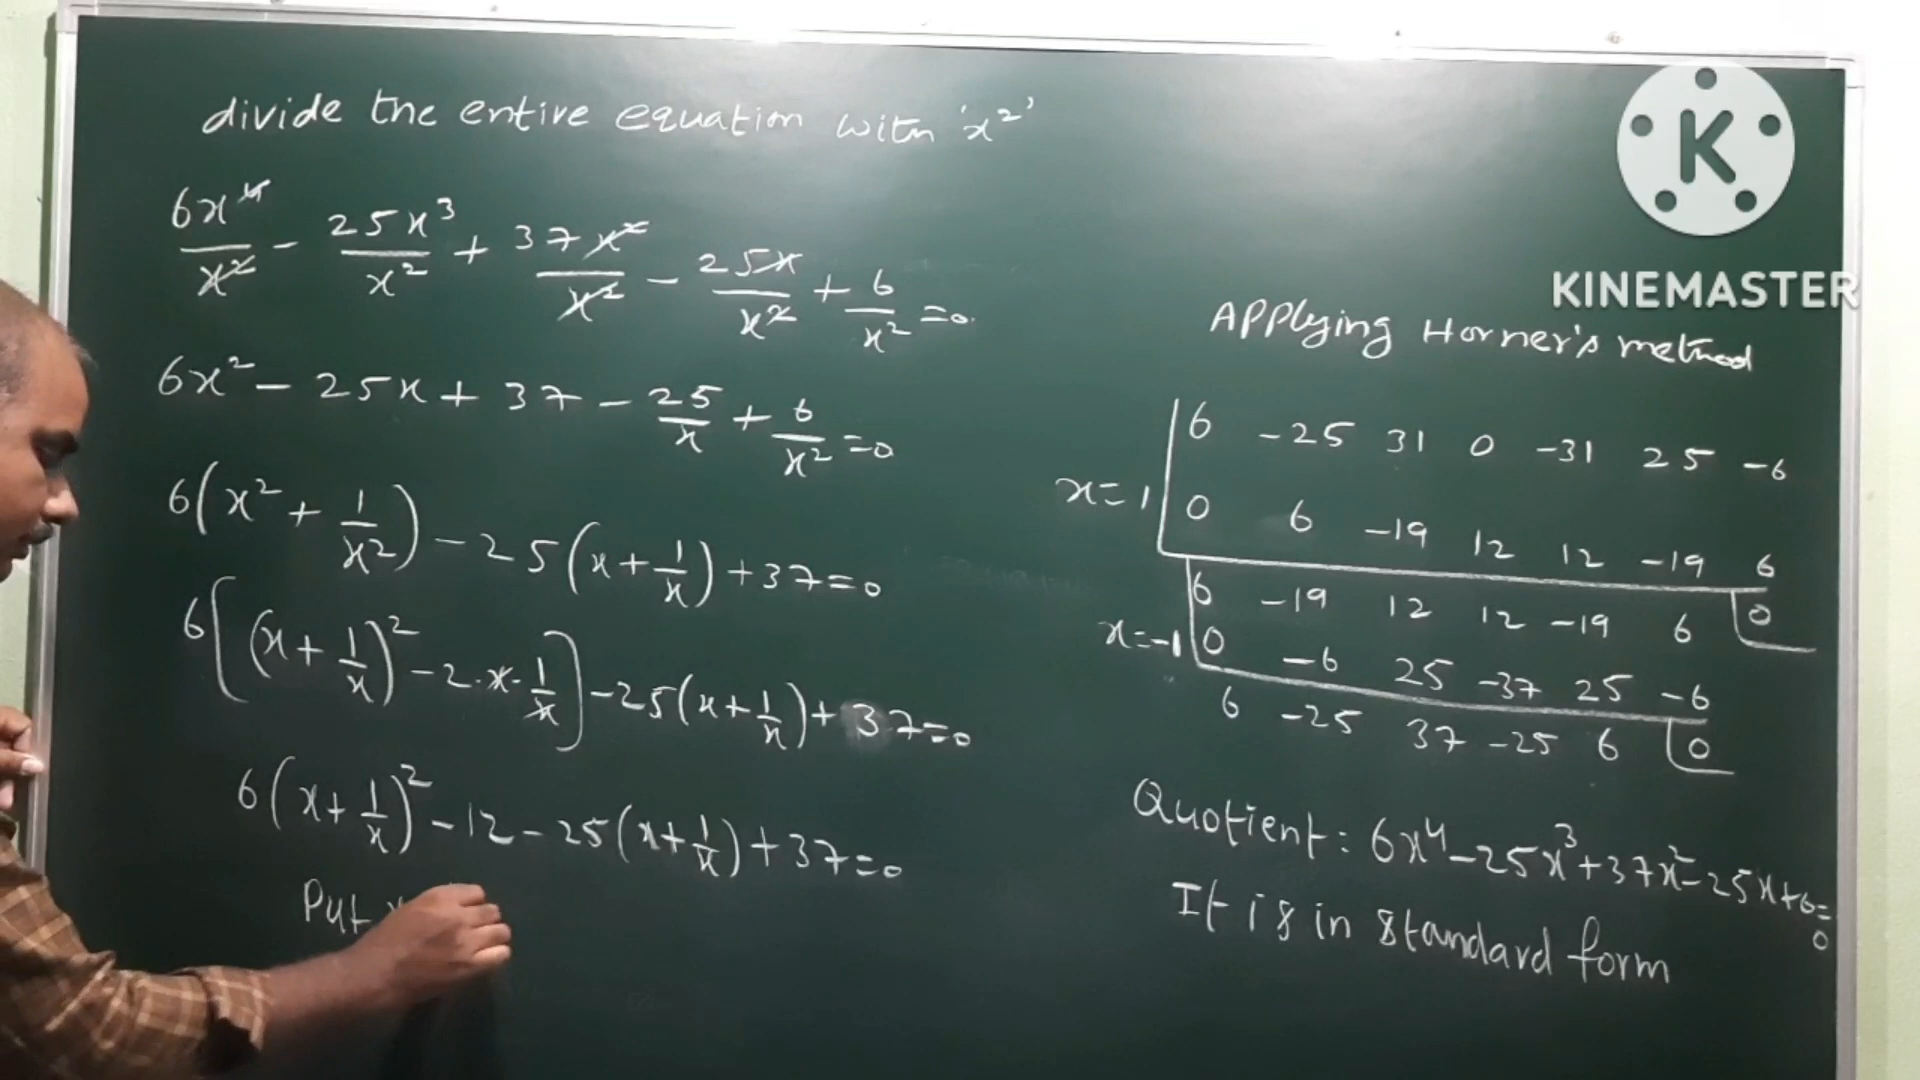 divide the entire equation with 'x²'
6x⁴/x² - 25x³/x² + 37x²/x² - 25x/x² + 6/x² =0.
6x² - 25x + 37 - 25/x + 6/x² =0
6(x² + 1/x²) - 25(x+1/x) +37=0
6[(x+1/x)² -2·x·1/x] -25(x+1/x)+37=0
6(x+1/x)² -12 -25(x+1/x)+37=0
Put
K
KINEMASTER
Applying Horner's method
6 -25 31 0 -31 25 -6
x=1 0 6 -19 12 12 -19 6
6 -19 12 12 -19 6 0
x=-1 0 -6 25 -37 25 -6
6 -25 37 -25 6 0
Quotient: 6x⁴-25x³+37x²-25x+6=
0
It is in standard form